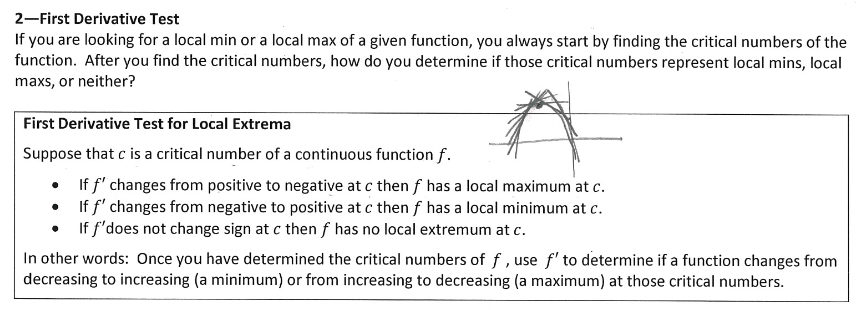 2—First Derivative Test
If you are looking for a local min or a local max of a given function, you always start by finding the critical numbers of the
function.  After you find the critical numbers, how do you determine if those critical numbers represent local mins, local
maxs, or neither?
First Derivative Test for Local Extrema
Suppose that c is a critical number of a continuous function f.
• If f′ changes from positive to negative at c then f has a local maximum at c.
• If f′ changes from negative to positive at c then f has a local minimum at c.
• If f′does not change sign at c then f has no local extremum at c.
In other words:  Once you have determined the critical numbers of f , use  f′ to determine if a function changes from
decreasing to increasing (a minimum) or from increasing to decreasing (a maximum) at those critical numbers.